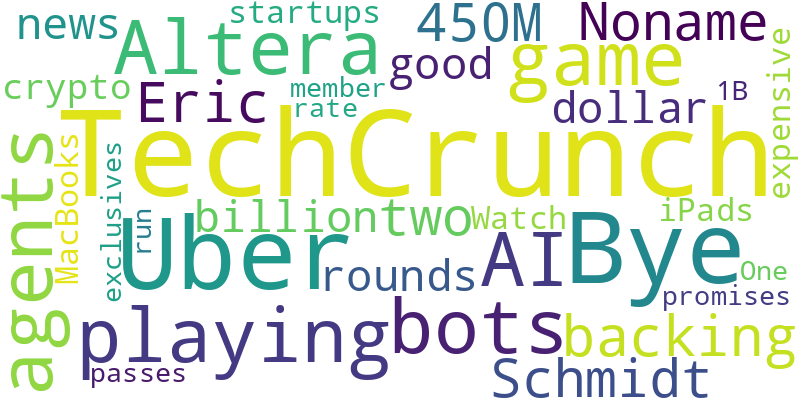 news
startups
450M
Noname
Altera
good
game
crypto
Eric
member
rate
dollar
1B
expensive
TechCrunch
agents
MacBooks
exclusives
run
Uber
billion
two
Watch
iPads
Bye
AI
rounds
One
promises
playing
bots
backing
passes
Schmidt